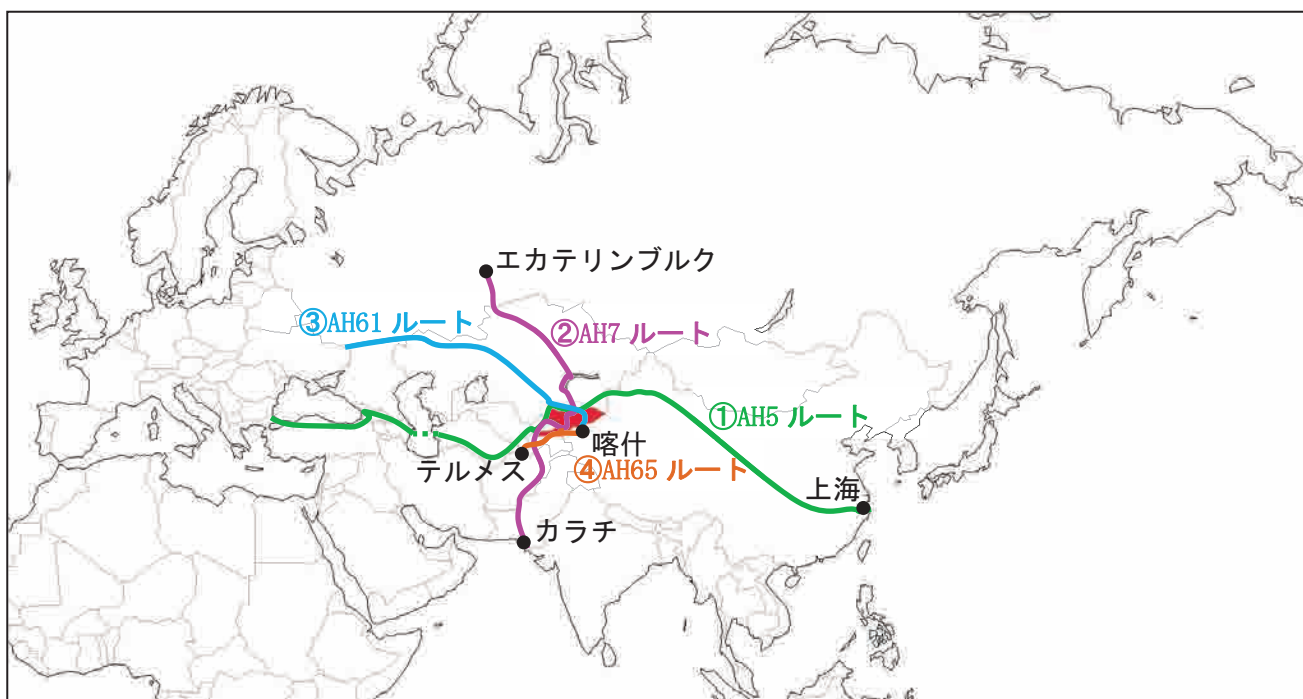 エカテリンブルク
③AH61 ルート
②AH7 ルート
①AH5 ルート
喀什
テルメス
④AH65 ルート
上海
カラチ